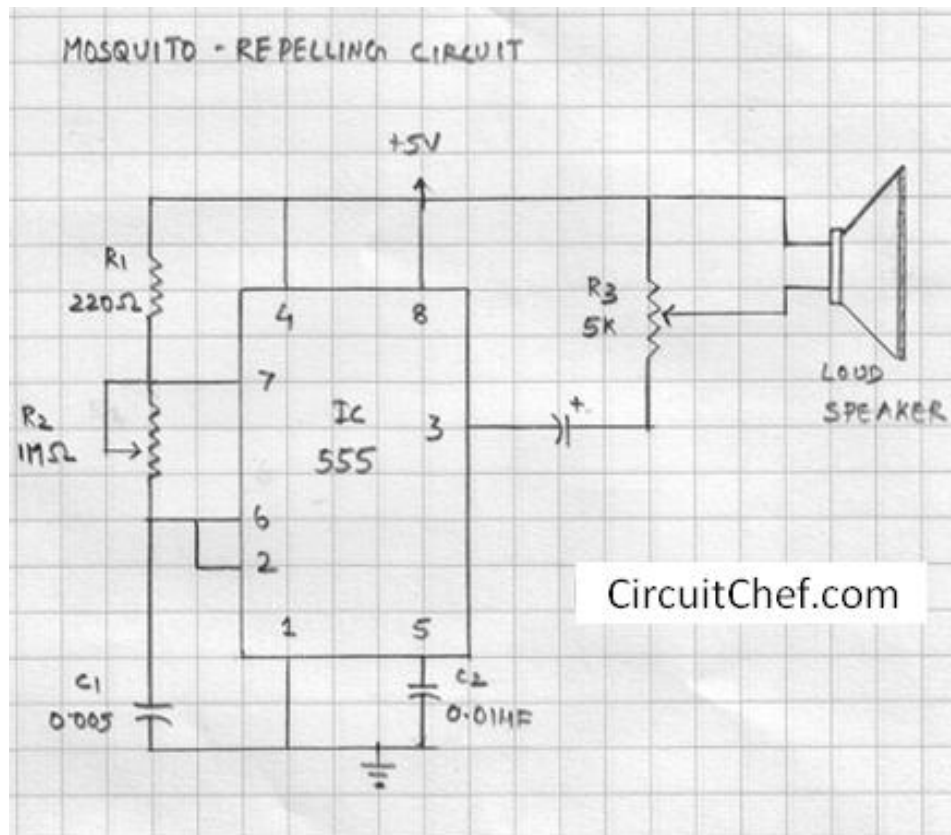 MOSQUITO - REPELLING CIRCUIT
+5V
R1
220Ω
4
8
R3
5K
7
R2
1MΩ
IC
555
3
+
LOUD
SPEAKER
6
2
CircuitChef.com
1
5
C1
0.005
C2
0.01µF